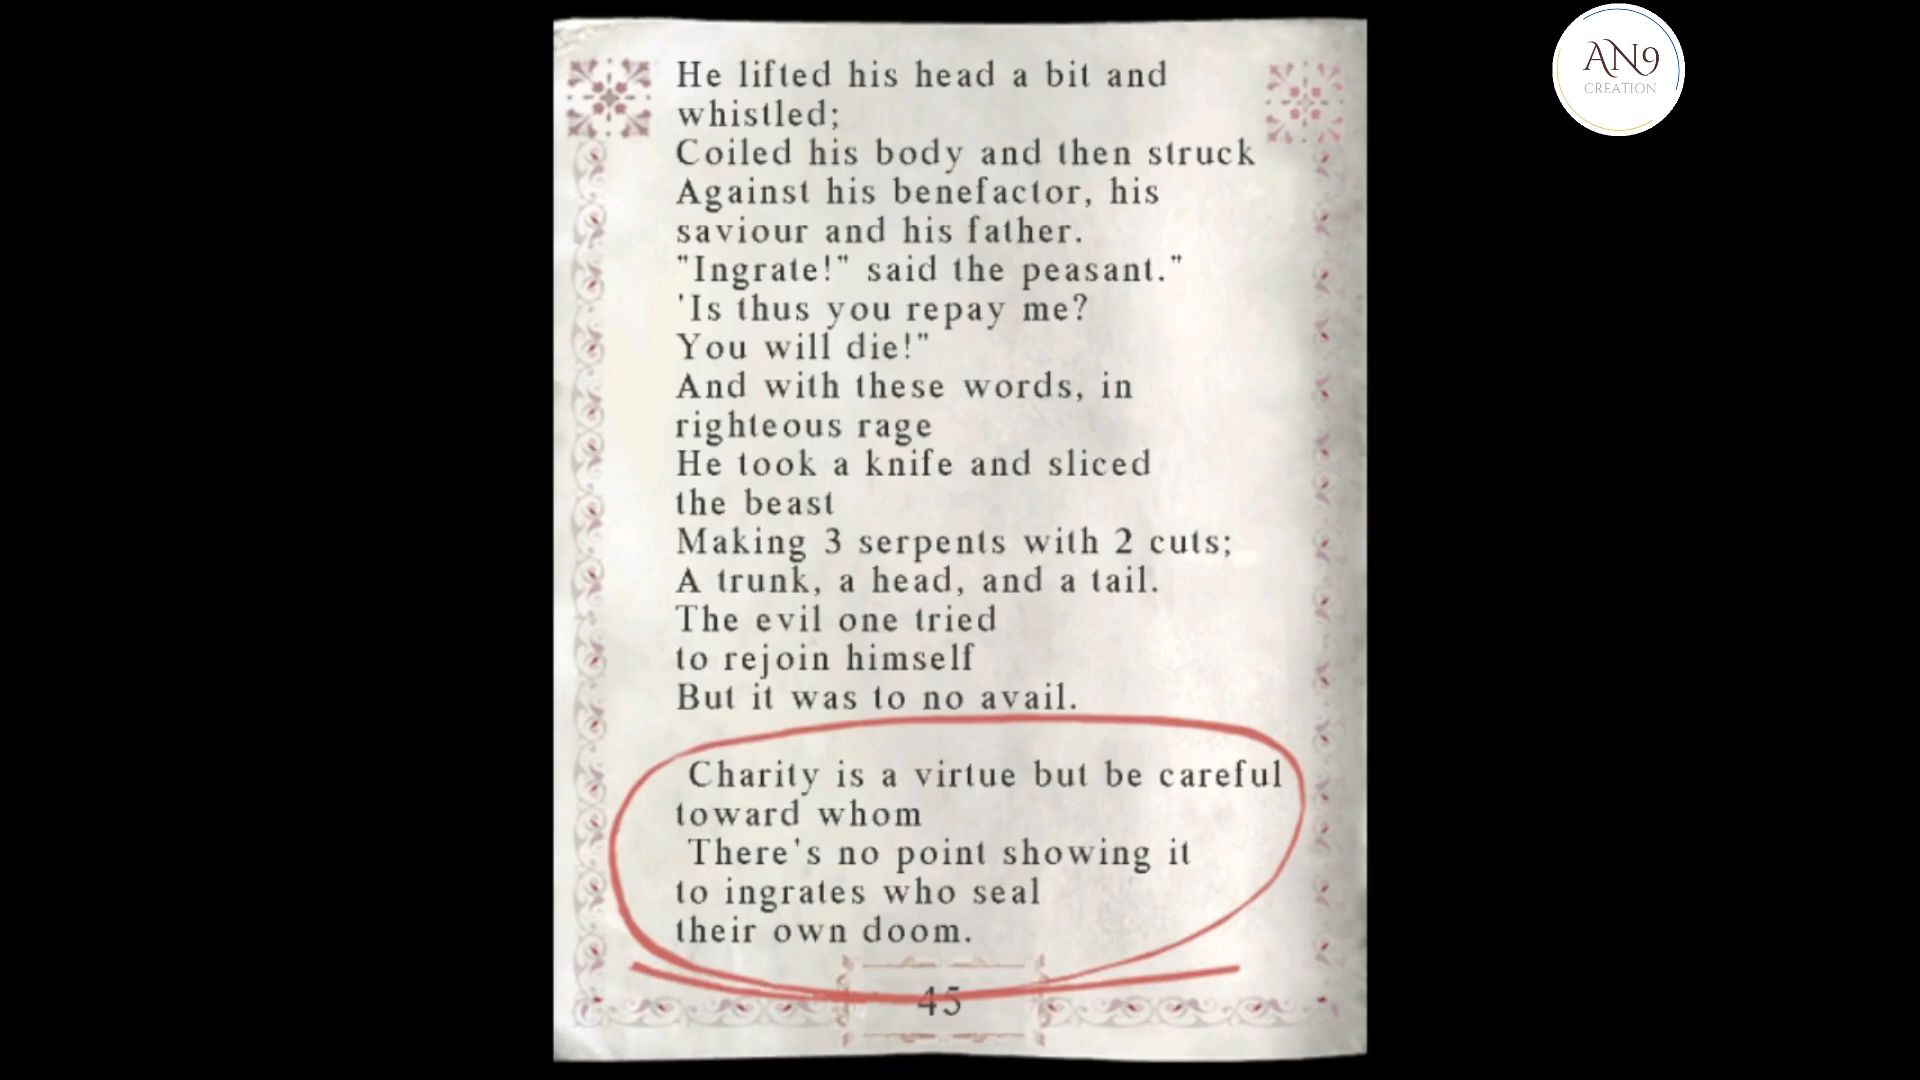 He lifted his head a bit and
whistled;
Coiled his body and then struck
Against his benefactor, his
saviour and his father.
"Ingrate!" said the peasant."
'Is thus you repay me?
You will die!"
And with these words, in
righteous rage
He took a knife and sliced
the beast
Making 3 serpents with 2 cuts;
A trunk, a head, and a tail.
The evil one tried
to rejoin himself
But it was to no avail.
Charity is a virtue but be careful
toward whom
There's no point showing it
to ingrates who seal
their own doom.
45
AN9
CREATION